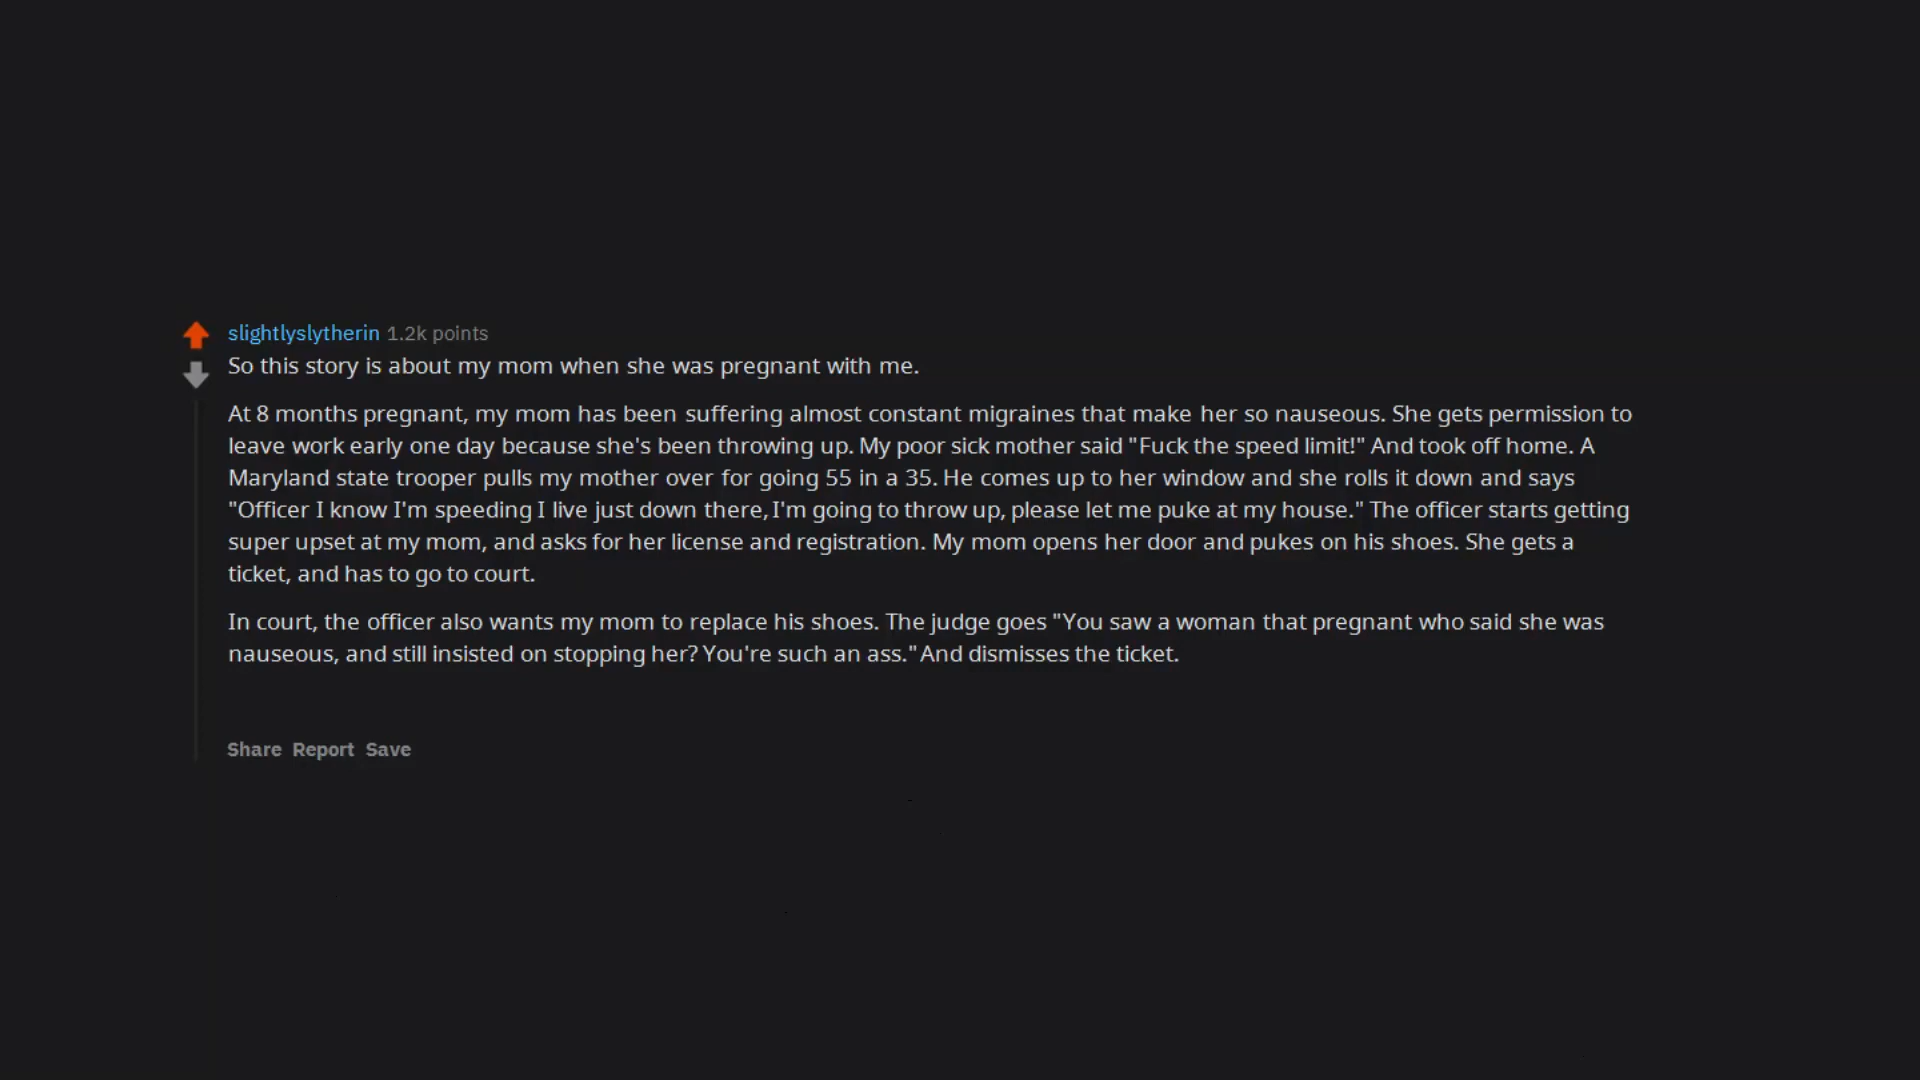 slightlyslytherin 1.2k points
So this story is about my mom when she was pregnant with me.
At 8 months pregnant, my mom has been suffering almost constant migraines that make her so nauseous. She gets permission to
leave work early one day because she's been throwing up. My poor sick mother said "Fuck the speed limit!" And took off home. A
Maryland state trooper pulls my mother over for going 55 in a 35. He comes up to her window and she rolls it down and says
"Officer I know I'm speeding I live just down there, I'm going to throw up, please let me puke at my house." The officer starts getting
super upset at my mom, and asks for her license and registration. My mom opens her door and pukes on his shoes. She gets a
ticket, and has to go to court.
In court, the officer also wants my mom to replace his shoes. The judge goes "You saw a woman that pregnant who said she was
nauseous, and still insisted on stopping her? You're such an ass." And dismisses the ticket.
Share Report Save